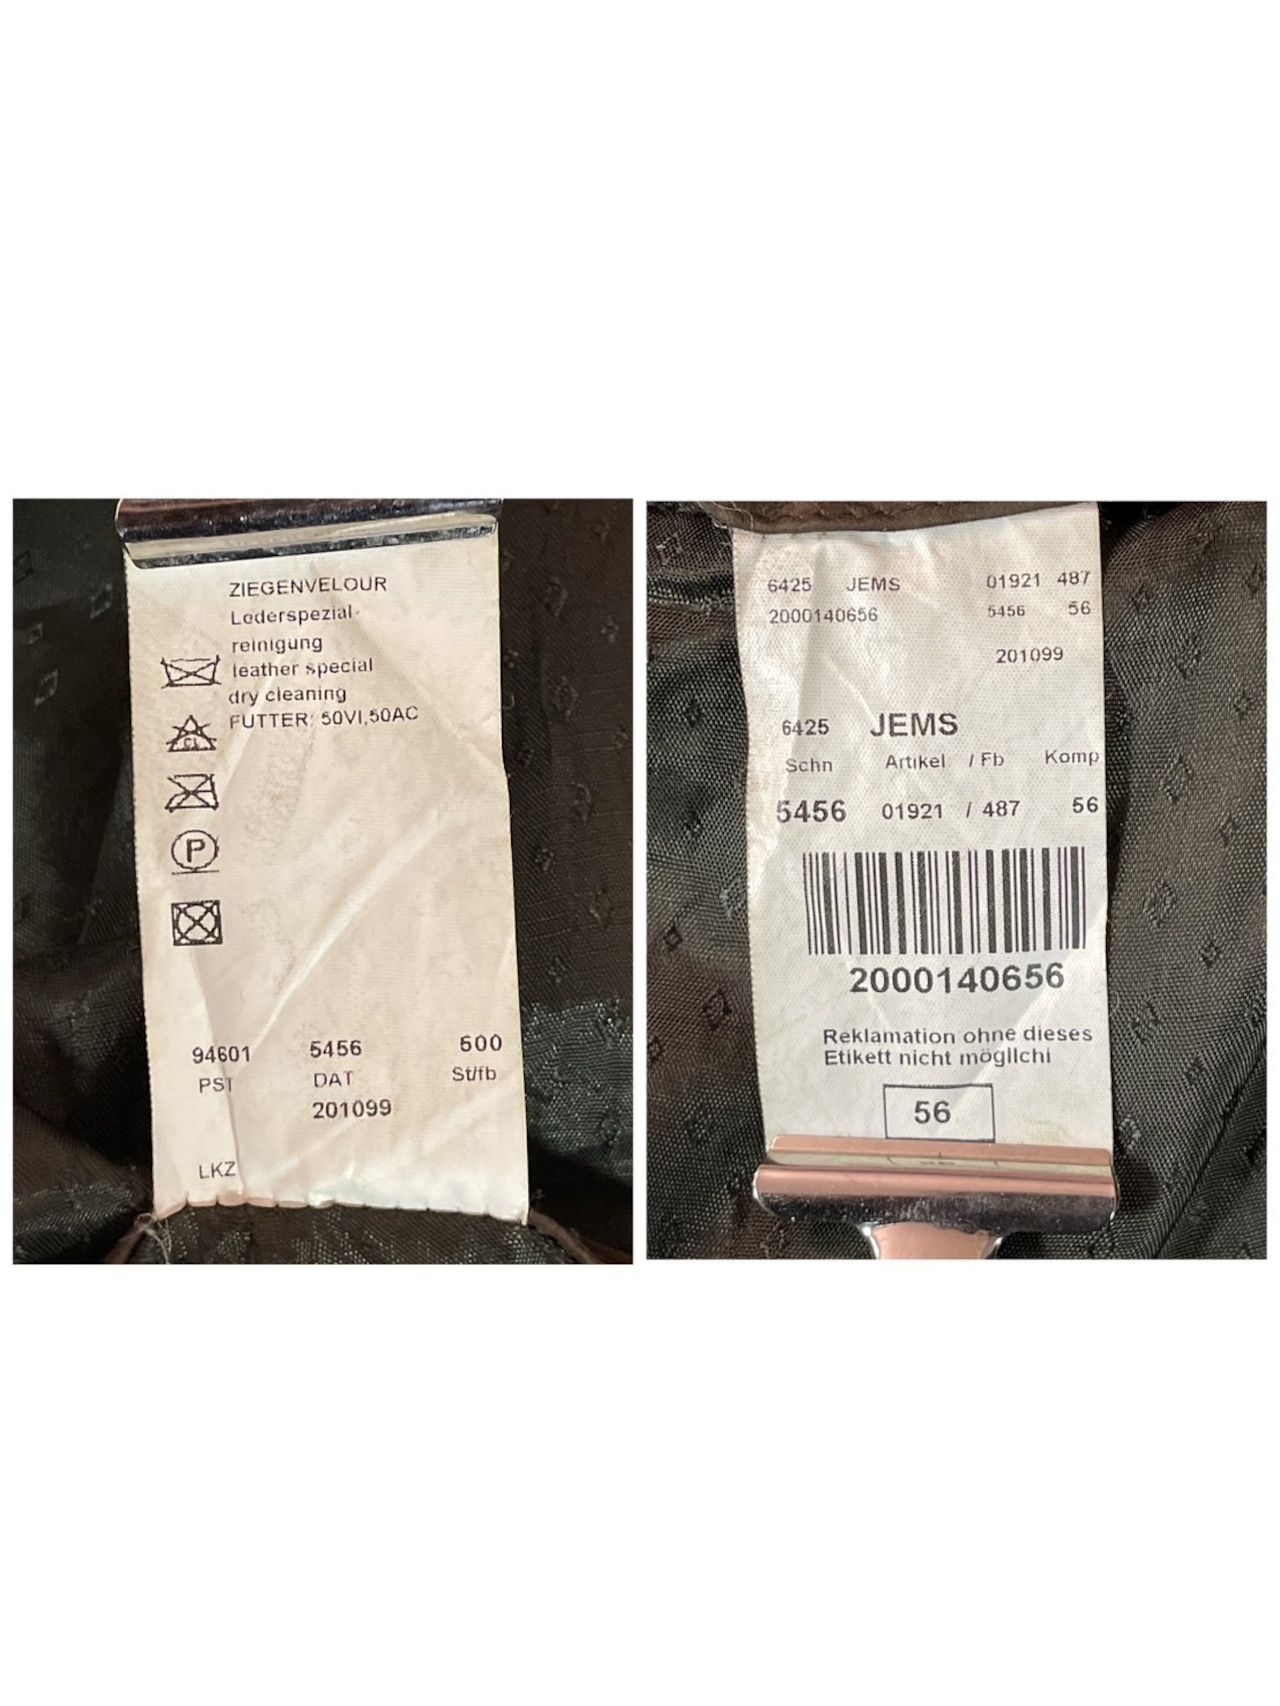 ZIEGENVELOUR
Lederspezial-
reinigung
leather special
dry cleaning
FUTTER: 50VI,50AC
CL
P
94601 5456 500
PST DAT St/fb
201099
LKZ
6425 JEMS 01921 487
2000140656 5456 56
201099
6425 JEMS
Schn Artikel / Fb Komp
5456 01921 / 487 56
2000140656
Reklamation ohne dieses
Etikett nicht möglichi
56